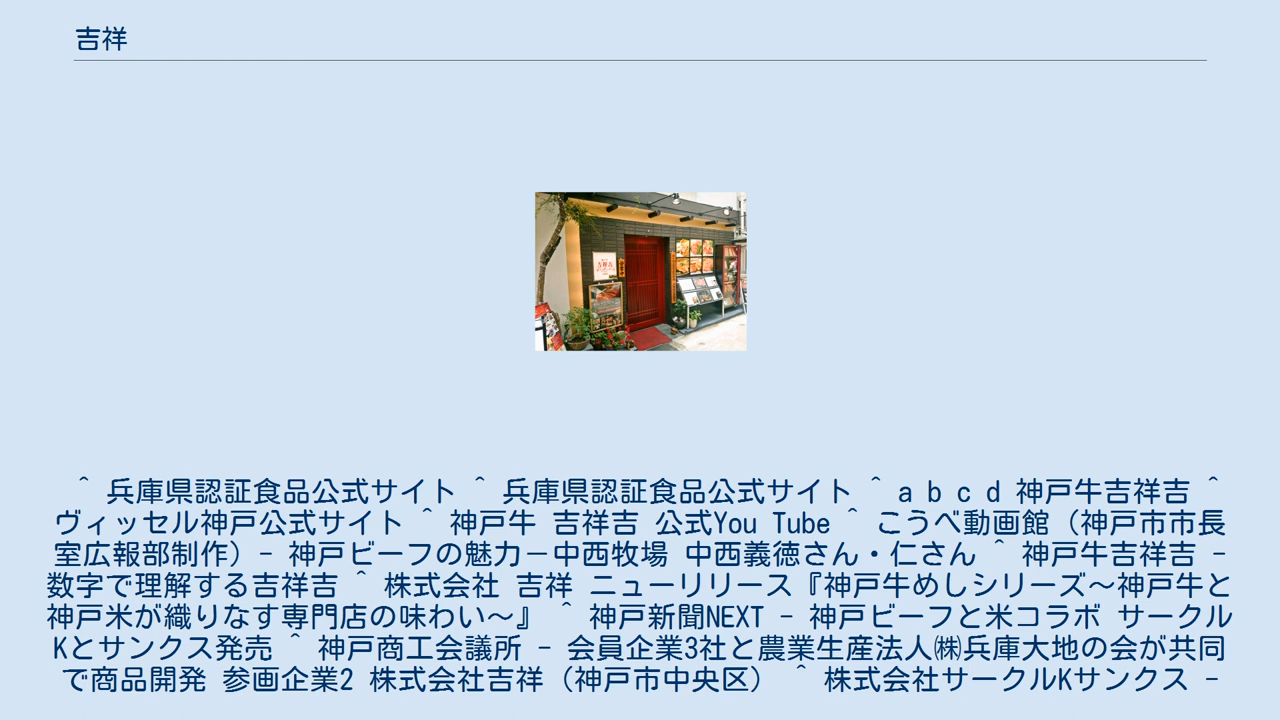 吉祥
＾ 兵庫県認証食品公式サイト ＾ 兵庫県認証食品公式サイト ＾ a b c d 神戸牛吉祥吉 ＾
ヴィッセル神戸公式サイト ＾ 神戸牛 吉祥吉 公式You Tube ＾ こうべ動画館（神戸市市長
室広報部制作）- 神戸ビーフの魅力－中西牧場 中西義徳さん・仁さん ＾ 神戸牛吉祥吉 -
数字で理解する吉祥吉 ＾ 株式会社 吉祥 ニューリリース『神戸牛めしシリーズ～神戸牛と
神戸米が織りなす専門店の味わい～』 ＾ 神戸新聞NEXT - 神戸ビーフと米コラボ サークル
Kとサンクス発売 ＾ 神戸商工会議所 - 会員企業3社と農業生産法人㈱兵庫大地の会が共同
で商品開発 参画企業2 株式会社吉祥（神戸市中央区） ＾ 株式会社サークルKサンクス -